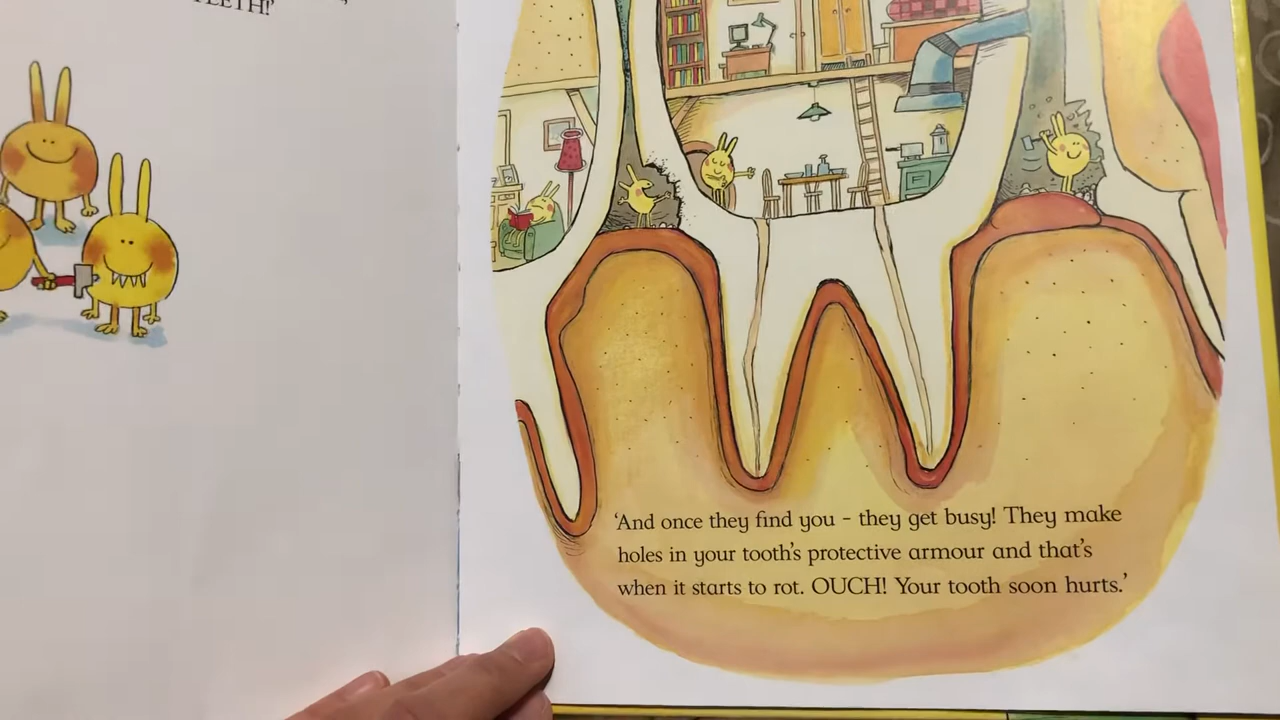 TEETH!'
'And once they find you – they get busy! They make
holes in your tooth's protective armour and that's
when it starts to rot. OUCH! Your tooth soon hurts.'